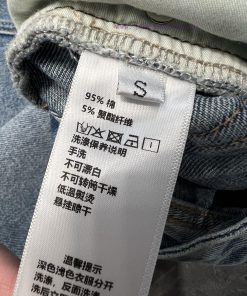 S
95% 棉
5% 聚酯纤维
洗涤保养说明
手洗
不可漂白
不可转筒干燥
低温熨烫
悬挂晾干
温馨提示
深色浅色衣服分开
洗涤、反面洗涤